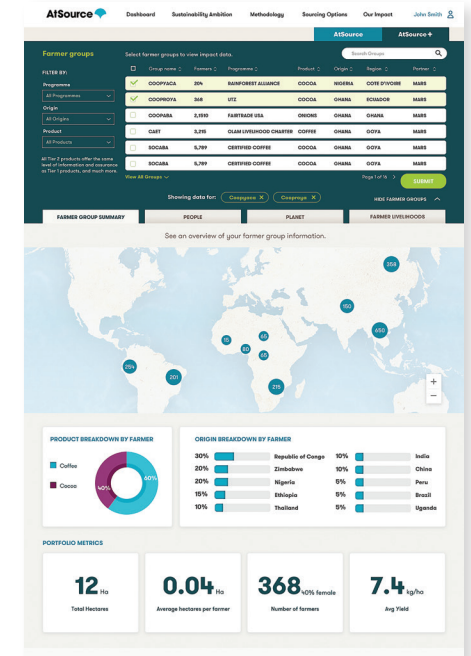 AtSource
Dashboard Sustainability Ambition Methodology Sourcing Options Our Impact John Smith
AtSource AtSource+
Farmer groups
Select farmer groups to view impact data.
Search Groups
FILTER BY:
Programme
All Programmes
Origin
All Origins
Product
All Products
All Tier 2 products offer the same
level of information and assurance
as Tier 1 products, and much more.
Group name Farmers Programme Product Origin Region Partner
COOPYACA 204 RAINFOREST ALLIANCE COCOA NIGERIA COTE D'IVOIRE MARS
COOPROYA 368 UTZ COCOA GHANA ECUADOR MARS
COOPABA 2,1510 FAIRTRADE USA ONIONS GHANA GHANA MARS
CAET 3,215 OLAM LIVELIHOOD CHARTER COFFEE GHANA GOYA MARS
SOCABA 5,789 CERTIFIED COFFEE COCOA GHANA GOYA MARS
SOCABA 5,789 CERTIFIED COFFEE COCOA GHANA GOYA MARS
View All Groups
Page 1 of 16 >
SUBMIT
Showing data for: Coopyaca X Cooproya X
HIDE FARMER GROUPS
FARMER GROUP SUMMARY PEOPLE PLANET FARMER LIVELIHOODS
See an overview of your farmer group information.
358
150
650
15
65
80
65
254
201
215
+
−
PRODUCT BREAKDOWN BY FARMER
Coffee
Cocoa
60%
40%
ORIGIN BREAKDOWN BY FARMER
30% Republic of Congo 10% India
20% Zimbabwe 10% China
20% Nigeria 5% Peru
15% Ethiopia 5% Brazil
10% Thailand 5% Uganda
PORTFOLIO METRICS
12 Ha
Total Hectares
0.04 Ha
Average hectares per farmer
368 40% female
Number of farmers
7.4 kg/ha
Avg Yield